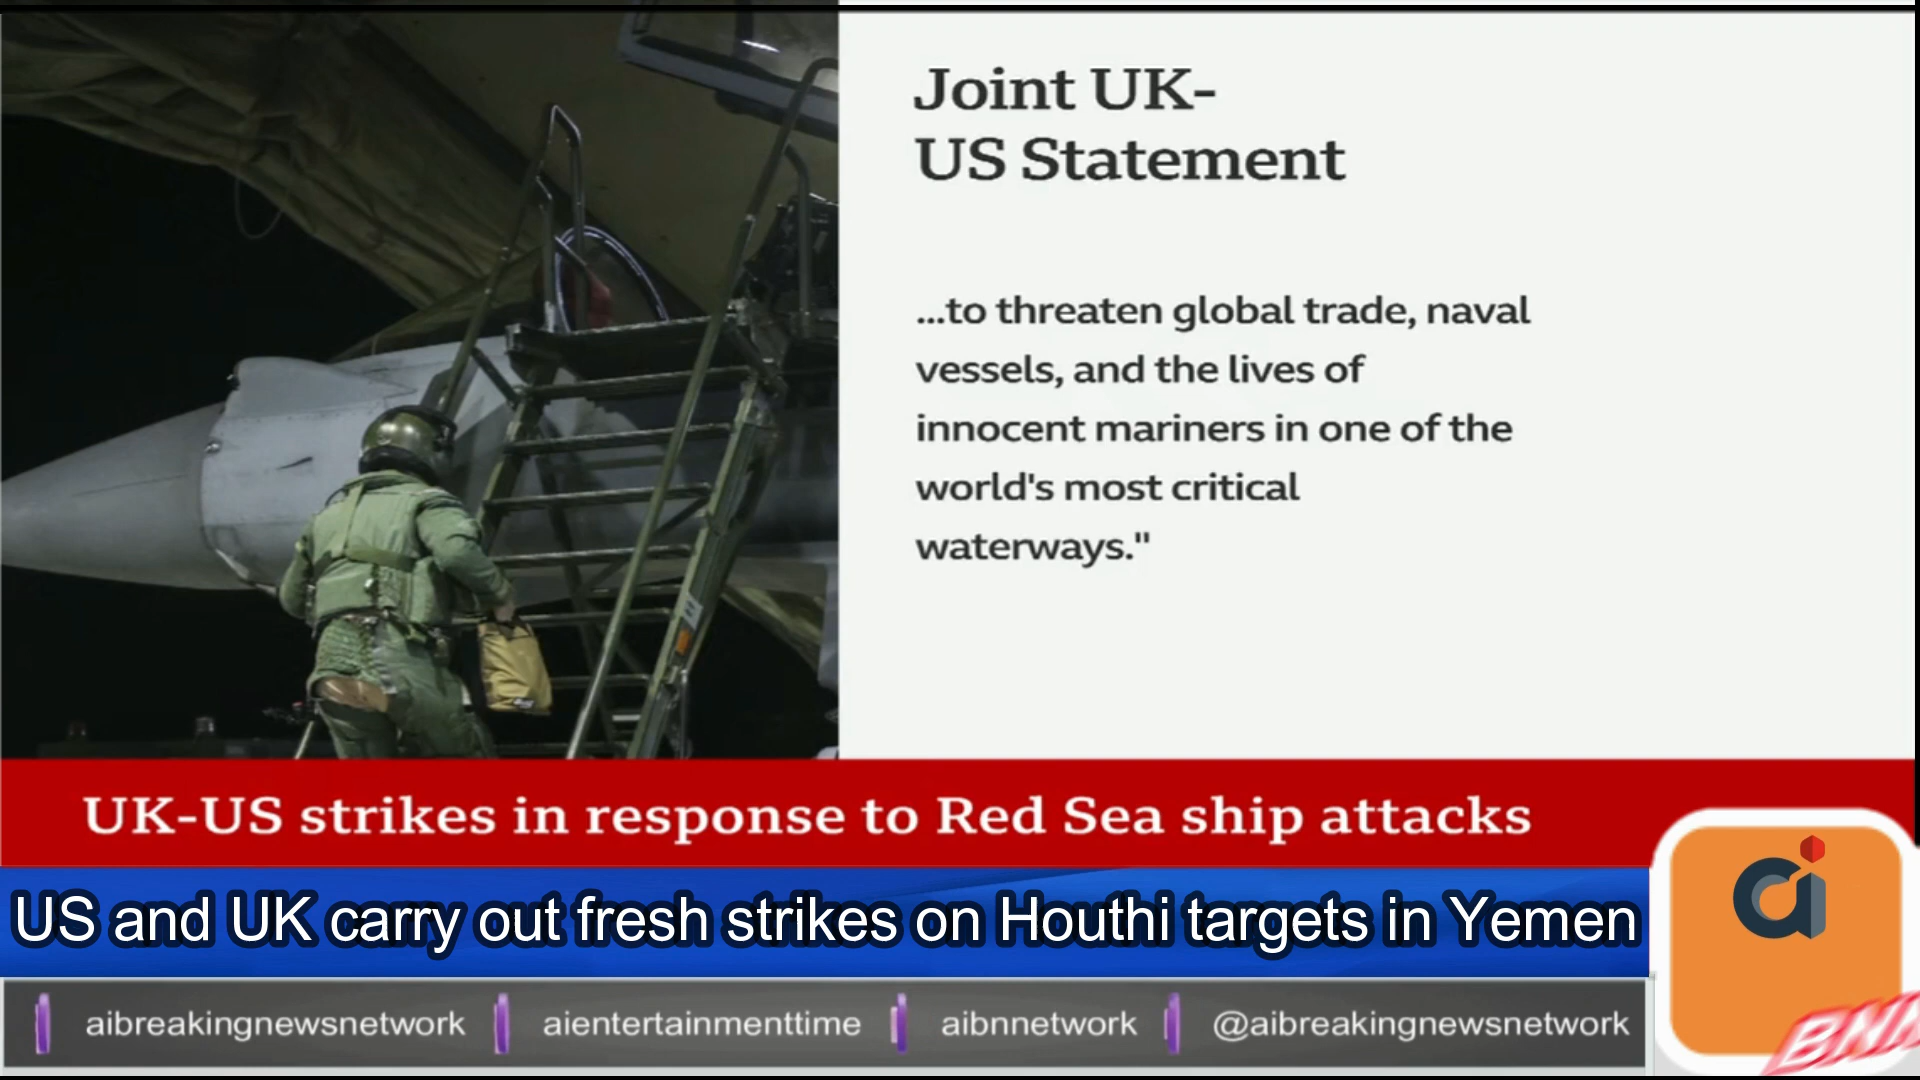 Joint UK-
US Statement
...to threaten global trade, naval
vessels, and the lives of
innocent mariners in one of the
world's most critical
waterways."
UK-US strikes in response to Red Sea ship attacks
US and UK carry out fresh strikes on Houthi targets in Yemen
aibreakingnewsnetwork aientertainmenttime aibnnetwork @aibreakingnewsnetwork
ai